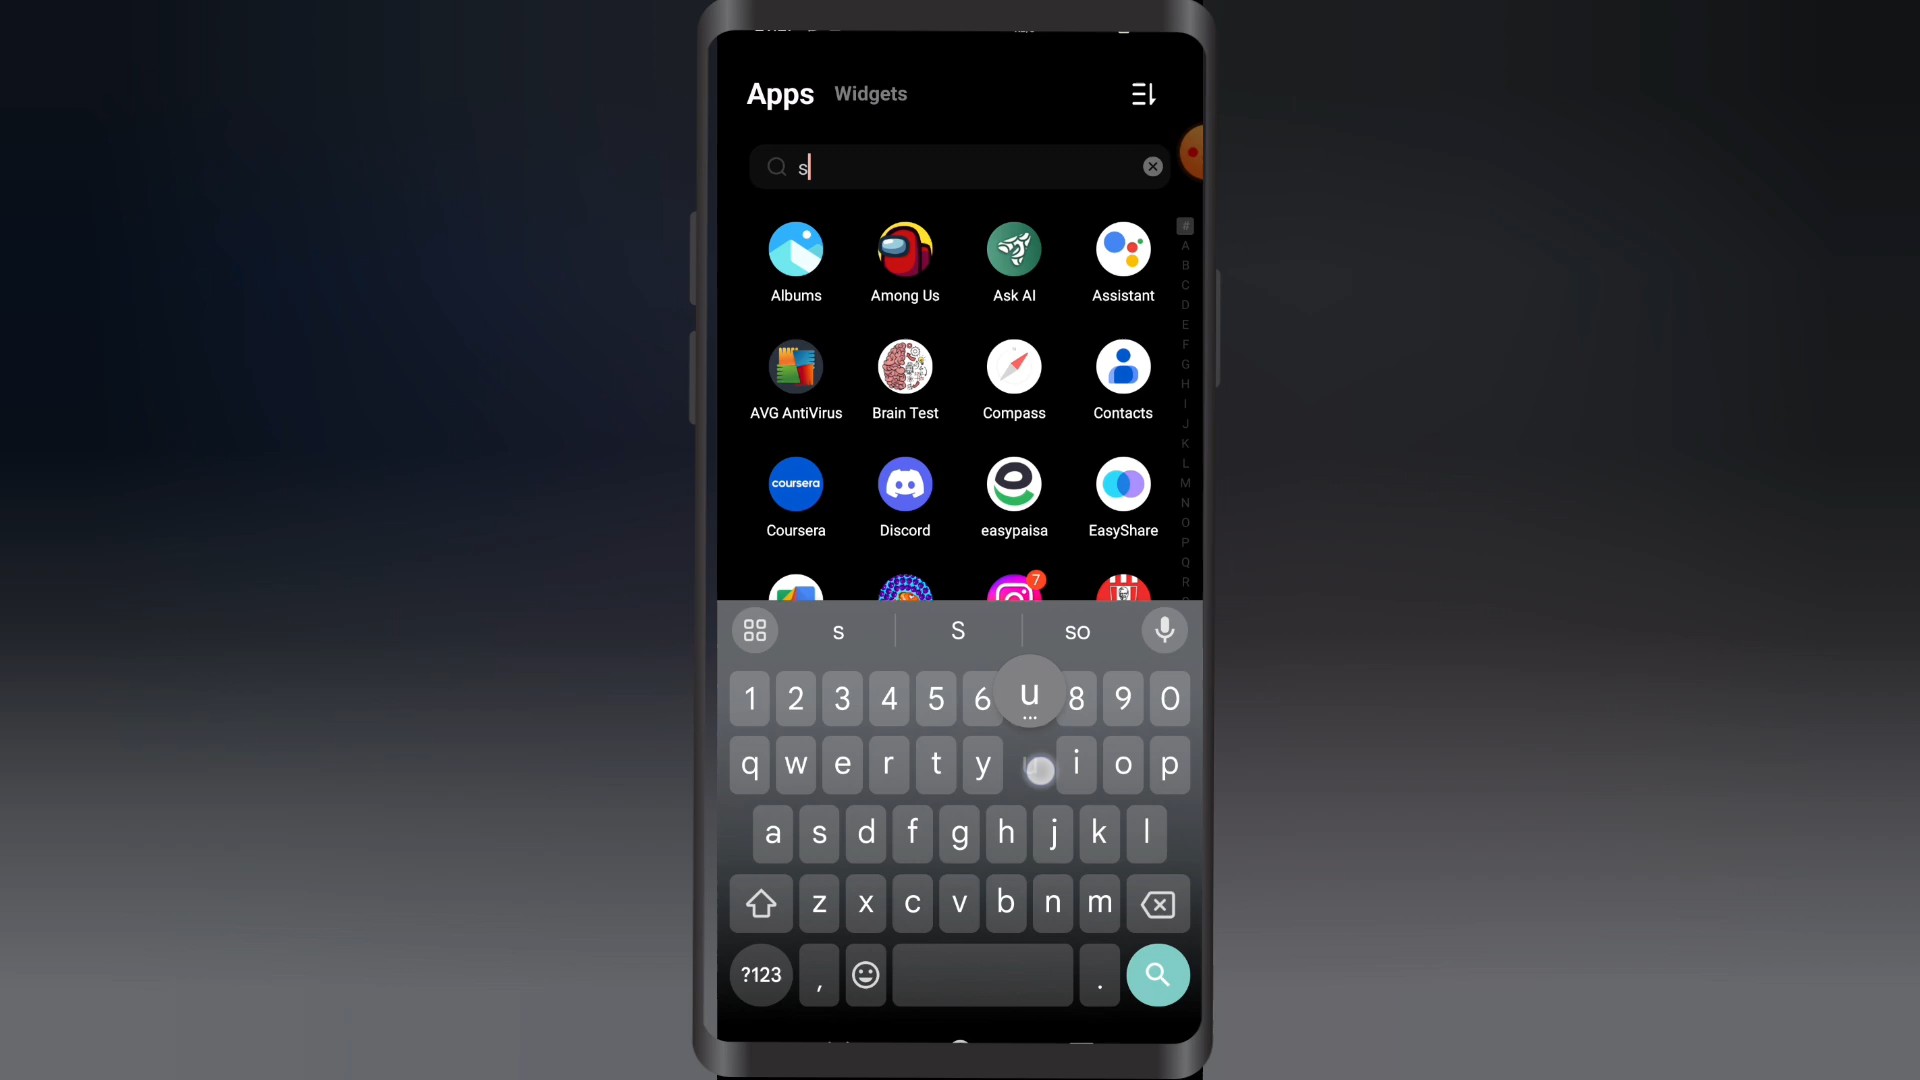 Apps Widgets
s
Albums Among Us Ask AI Assistant
AVG AntiVirus Brain Test Compass Contacts
coursera
Coursera Discord easypaisa EasyShare
7
#
A
B
C
D
E
F
G
H
I
J
K
L
M
N
O
P
Q
R
s S so
1 2 3 4 5 6 u 8 9 0
q w e r t y i o p
a s d f g h j k l
z x c v b n m
?123 , .